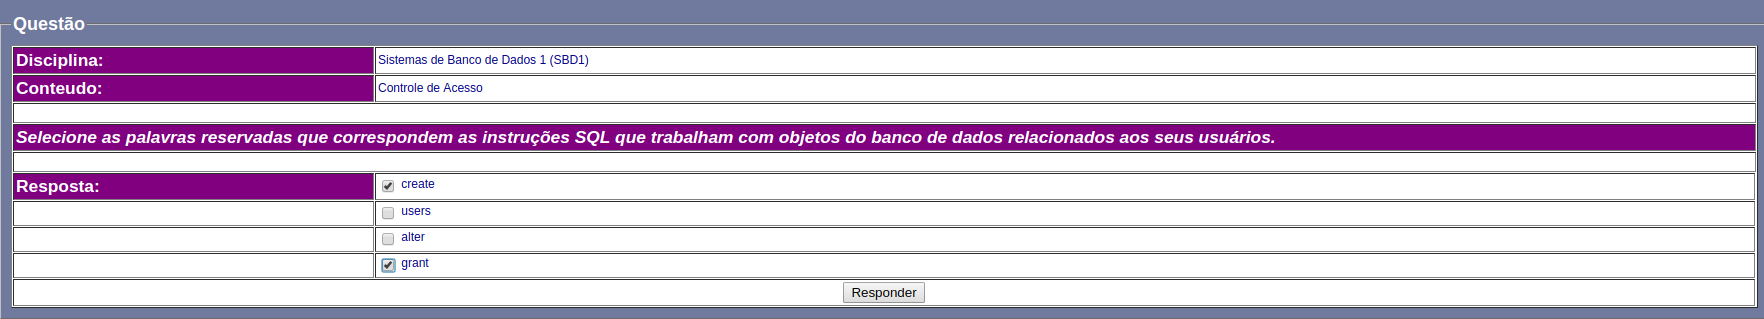 Questão
Disciplina: Sistemas de Banco de Dados 1 (SBD1)
Conteudo: Controle de Acesso
Selecione as palavras reservadas que correspondem as instruções SQL que trabalham com objetos do banco de dados relacionados aos seus usuários.
Resposta: create
users
alter
grant
Responder